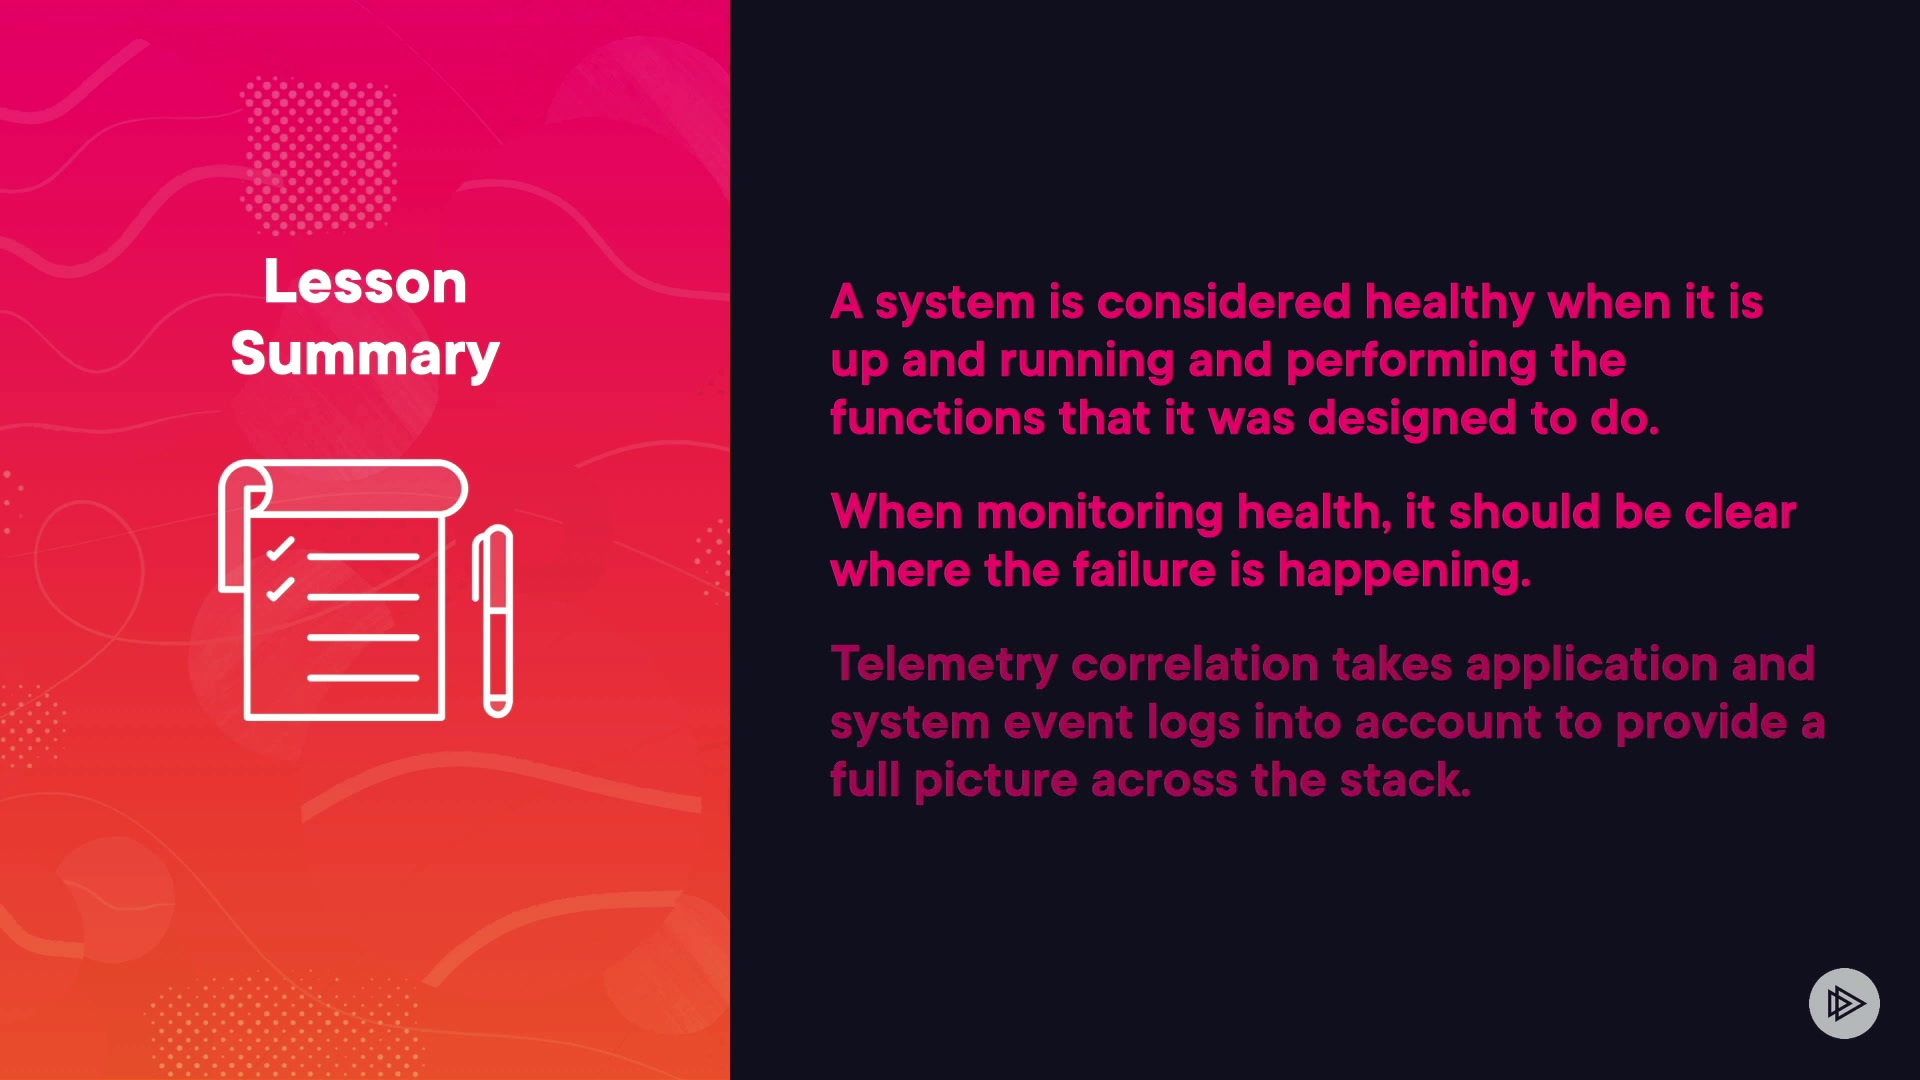 Lesson
Summary
A system is considered healthy when it is
up and running and performing the
functions that it was designed to do.
When monitoring health, it should be clear
where the failure is happening.
Telemetry correlation takes application and
system event logs into account to provide a
full picture across the stack.